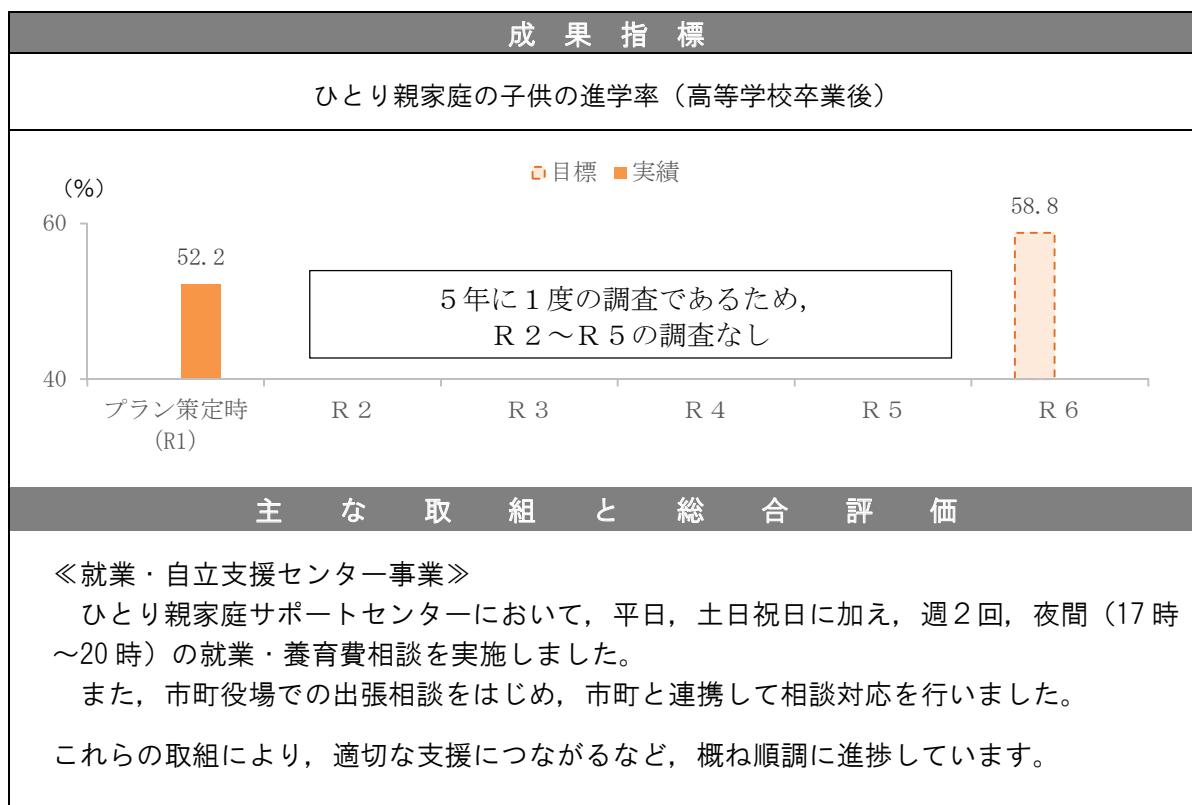 成果指標
ひとり親家庭の子供の進学率（高等学校卒業後）
目標 実績
(%)
60
52.2
58.8
５年に１度の調査であるため，
Ｒ２～Ｒ５の調査なし
40
プラン策定時 Ｒ２ Ｒ３ Ｒ４ Ｒ５ Ｒ６
(R1)
主な取組と総合評価
≪就業・自立支援センター事業≫
ひとり親家庭サポートセンターにおいて，平日，土日祝日に加え，週２回，夜間（17時
～20時）の就業・養育費相談を実施しました。
また，市町役場での出張相談をはじめ，市町と連携して相談対応を行いました。
これらの取組により，適切な支援につながるなど，概ね順調に進捗しています。